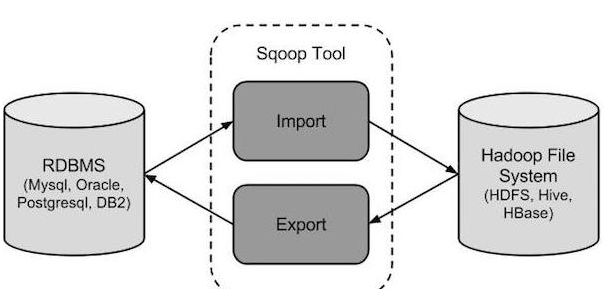 Sqoop Tool
Import
RDBMS
(Mysql, Oracle,
Postgresql, DB2)
Hadoop File
System
(HDFS, Hive,
HBase)
Export